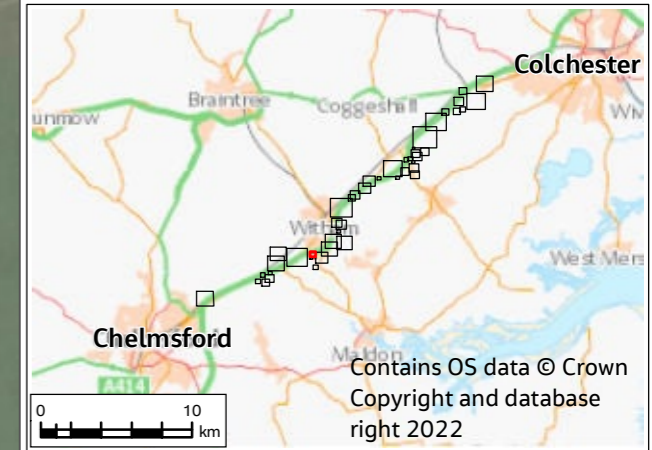 Colchester
Braintree
Coggeshall
unmow
Witham
West Mers
Chelmsford
Maldon
A414
Contains OS data © Crown
Copyright and database
right 2022
0 10
km